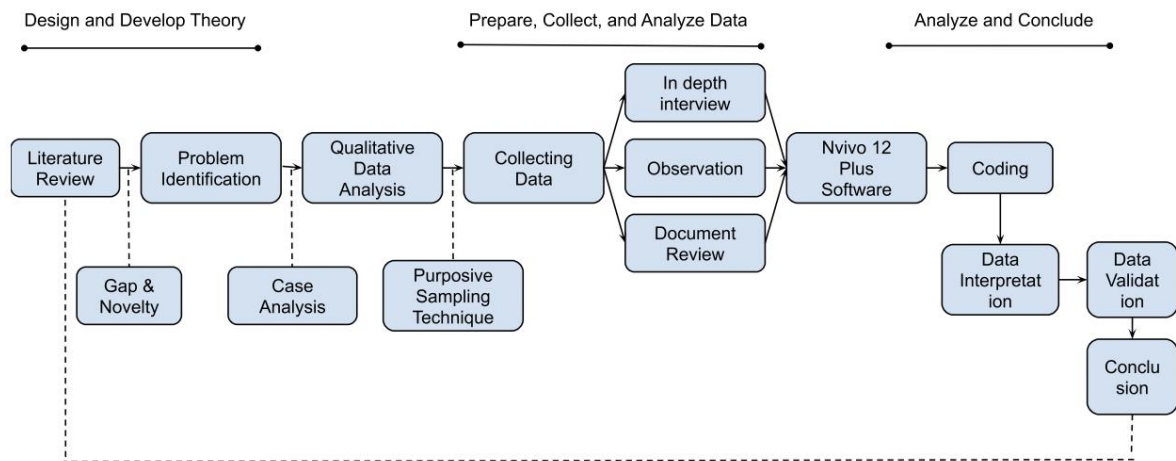 Design and Develop Theory
Prepare, Collect, and Analyze Data
Analyze and Conclude
Literature
Review
Problem
Identification
Qualitative
Data
Analysis
Collecting
Data
In depth
interview
Observation
Document
Review
Nvivo 12
Plus
Software
Coding
Gap &
Novelty
Case
Analysis
Purposive
Sampling
Technique
Data
Interpretat
ion
Data
Validat
ion
Conclu
sion